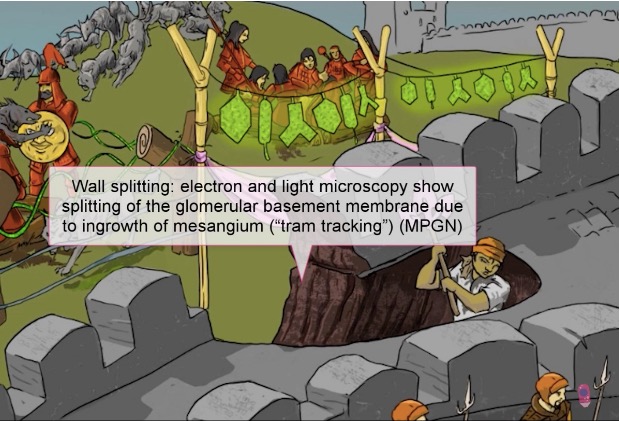 Wall splitting: electron and light microscopy show
splitting of the glomerular basement membrane due
to ingrowth of mesangium (“tram tracking”) (MPGN)